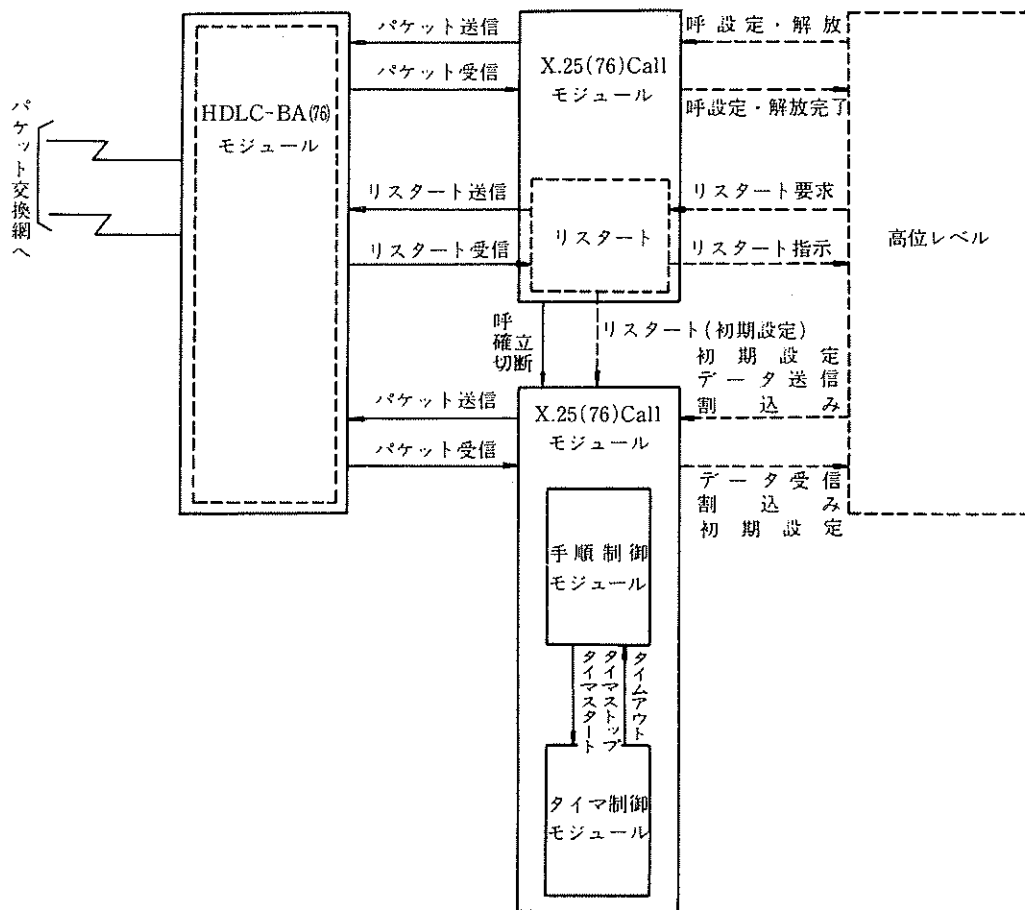 パケット交換網へ
HDLC-BA(76)
モジュール
パケット送信
パケット受信
リスタート送信
リスタート受信
パケット送信
パケット受信
X.25(76)Call
モジュール
リスタート
呼設定・解放
呼設定・解放完了
リスタート要求
リスタート指示
高位レベル
呼
確立
切断
リスタート(初期設定)
初期設定
データ送信
割込み
X.25(76)Call
モジュール
データ受信
割込み
初期設定
手順制御
モジュール
タイマスタート
タイマストップ
タイムアウト
タイマ制御
モジュール